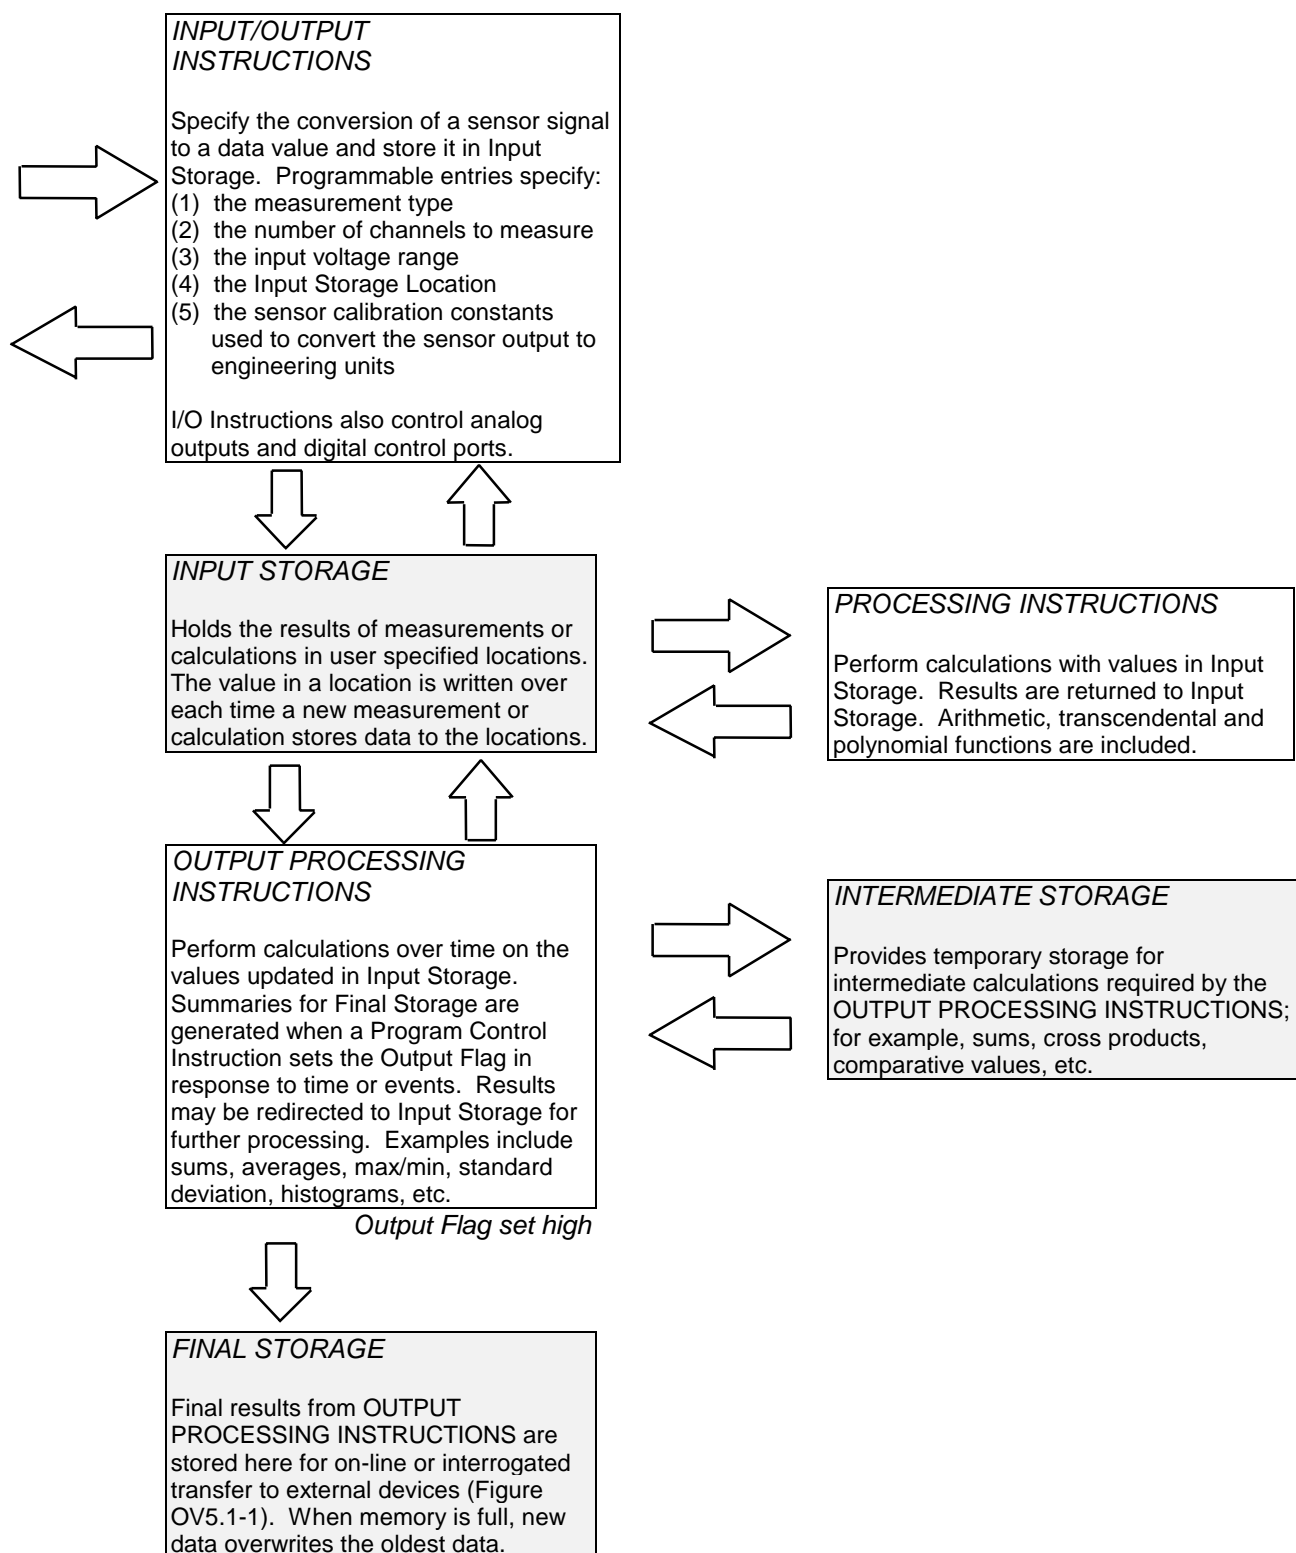 INPUT/OUTPUT
INSTRUCTIONS
Specify the conversion of a sensor signal
to a data value and store it in Input
Storage.  Programmable entries specify:
(1)  the measurement type
(2)  the number of channels to measure
(3)  the input voltage range
(4)  the Input Storage Location
(5)  the sensor calibration constants
used to convert the sensor output to
engineering units
I/O Instructions also control analog
outputs and digital control ports.
INPUT STORAGE
Holds the results of measurements or
calculations in user specified locations.
The value in a location is written over
each time a new measurement or
calculation stores data to the locations.
PROCESSING INSTRUCTIONS
Perform calculations with values in Input
Storage.  Results are returned to Input
Storage.  Arithmetic, transcendental and
polynomial functions are included.
OUTPUT PROCESSING
INSTRUCTIONS
Perform calculations over time on the
values updated in Input Storage.
Summaries for Final Storage are
generated when a Program Control
Instruction sets the Output Flag in
response to time or events.  Results
may be redirected to Input Storage for
further processing.  Examples include
sums, averages, max/min, standard
deviation, histograms, etc.
INTERMEDIATE STORAGE
Provides temporary storage for
intermediate calculations required by the
OUTPUT PROCESSING INSTRUCTIONS;
for example, sums, cross products,
comparative values, etc.
Output Flag set high
FINAL STORAGE
Final results from OUTPUT
PROCESSING INSTRUCTIONS are
stored here for on-line or interrogated
transfer to external devices (Figure
OV5.1-1).  When memory is full, new
data overwrites the oldest data.